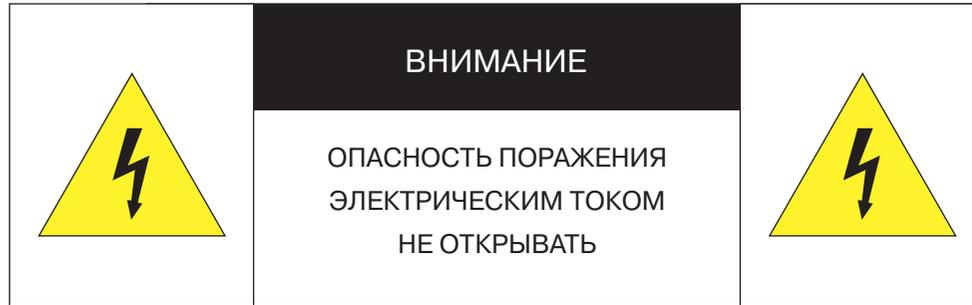 ВНИМАНИЕ
ОПАСНОСТЬ ПОРАЖЕНИЯ
ЭЛЕКТРИЧЕСКИМ ТОКОМ
НЕ ОТКРЫВАТЬ